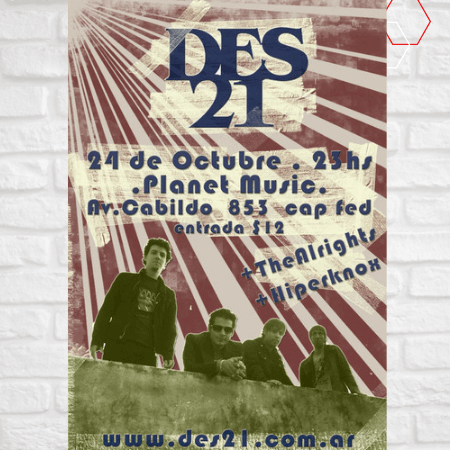 DES
21
24 de Octubre . 23hs
.Planet Music.
Av.Cabildo 853 cap fed
entrada $12
+TheAlrights
+Hiperknox
www.des21.com.ar